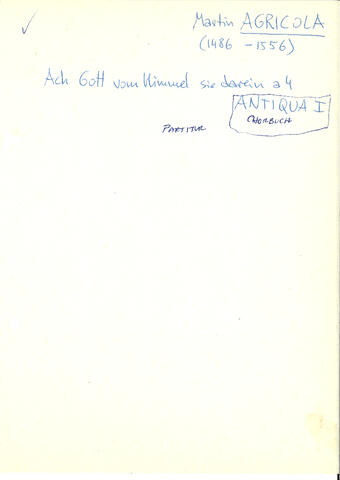 Martin AGRICOLA
(1486 - 1556)
Ach Gott vom Himmel sie darein a 4
ANTIQUA I
CHORBUCH
PARTITUR